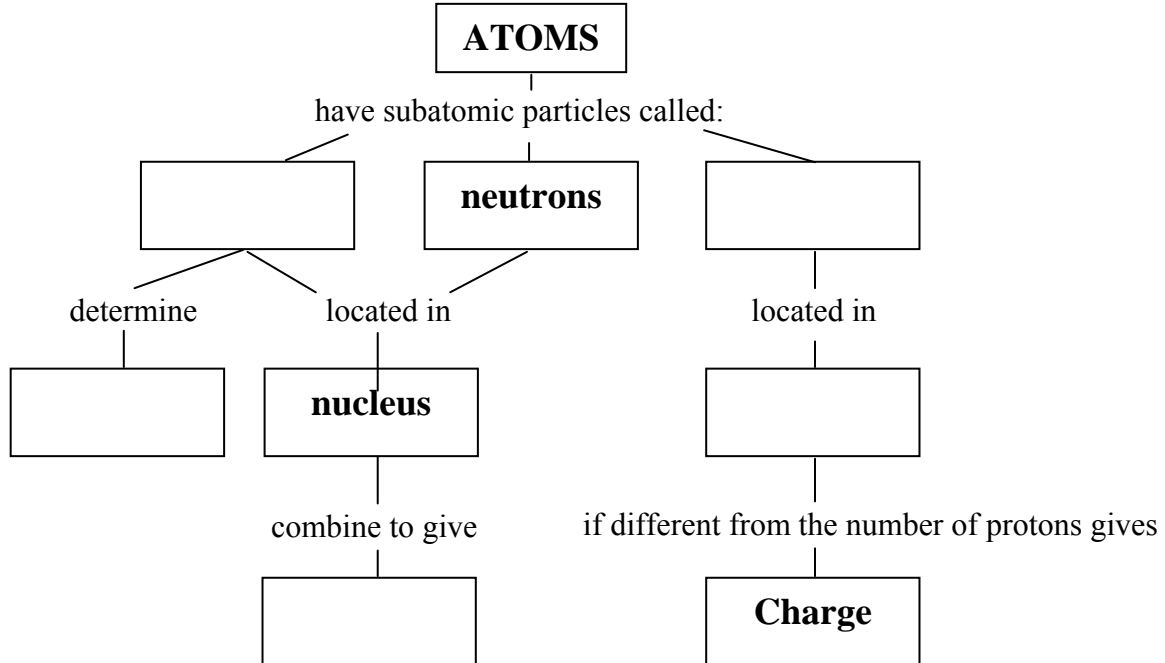 ATOMS
have subatomic particles called:
neutrons
determine
located in
located in
nucleus
combine to give
if different from the number of protons gives
Charge